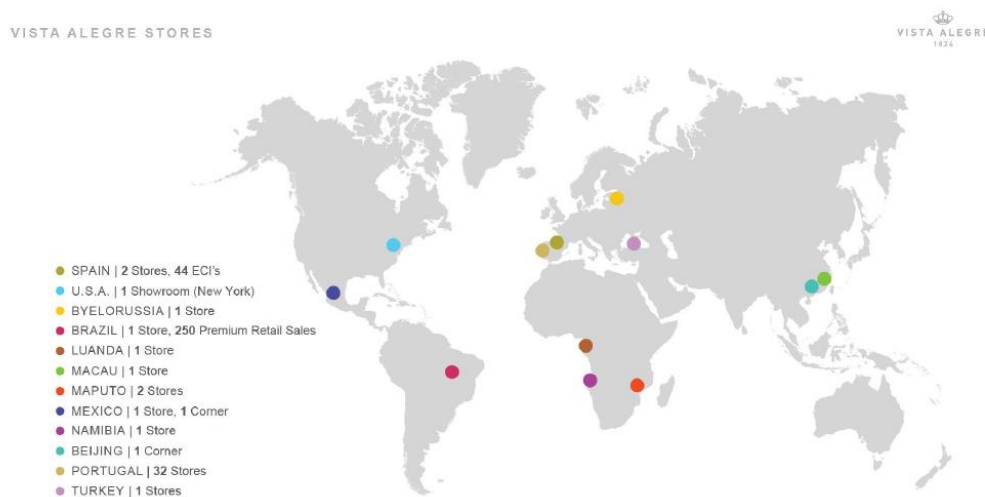 VISTA ALEGRE STORES
VISTA ALEGRE
1824
SPAIN | 2 Stores, 44 ECI's
U.S.A. | 1 Showroom (New York)
BYELORUSSIA | 1 Store
BRAZIL | 1 Store, 250 Premium Retail Sales
LUANDA | 1 Store
MACAU | 1 Store
MAPUTO | 2 Stores
MEXICO | 1 Store, 1 Corner
NAMIBIA | 1 Store
BEIJING | 1 Corner
PORTUGAL | 32 Stores
TURKEY | 1 Stores